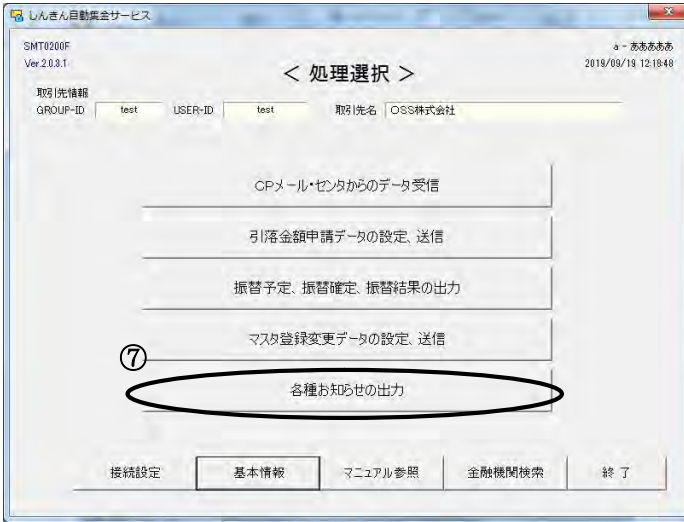 しんきん自動集金サービス
SMT0200F
a - ああああああ
Ver.2.0.3.1
2019/09/19 12:18:48
＜ 処理選択 ＞
取引先情報
GROUP-ID test USER-ID test 取引先名 OSS株式会社
CPメール・センタからのデータ受信
引落金額申請データの設定、送信
振替予定、振替確定、振替結果の出力
マスタ登録変更データの設定、送信
⑦
各種お知らせの出力
接続設定 基本情報 マニュアル参照 金融機関検索 終 了